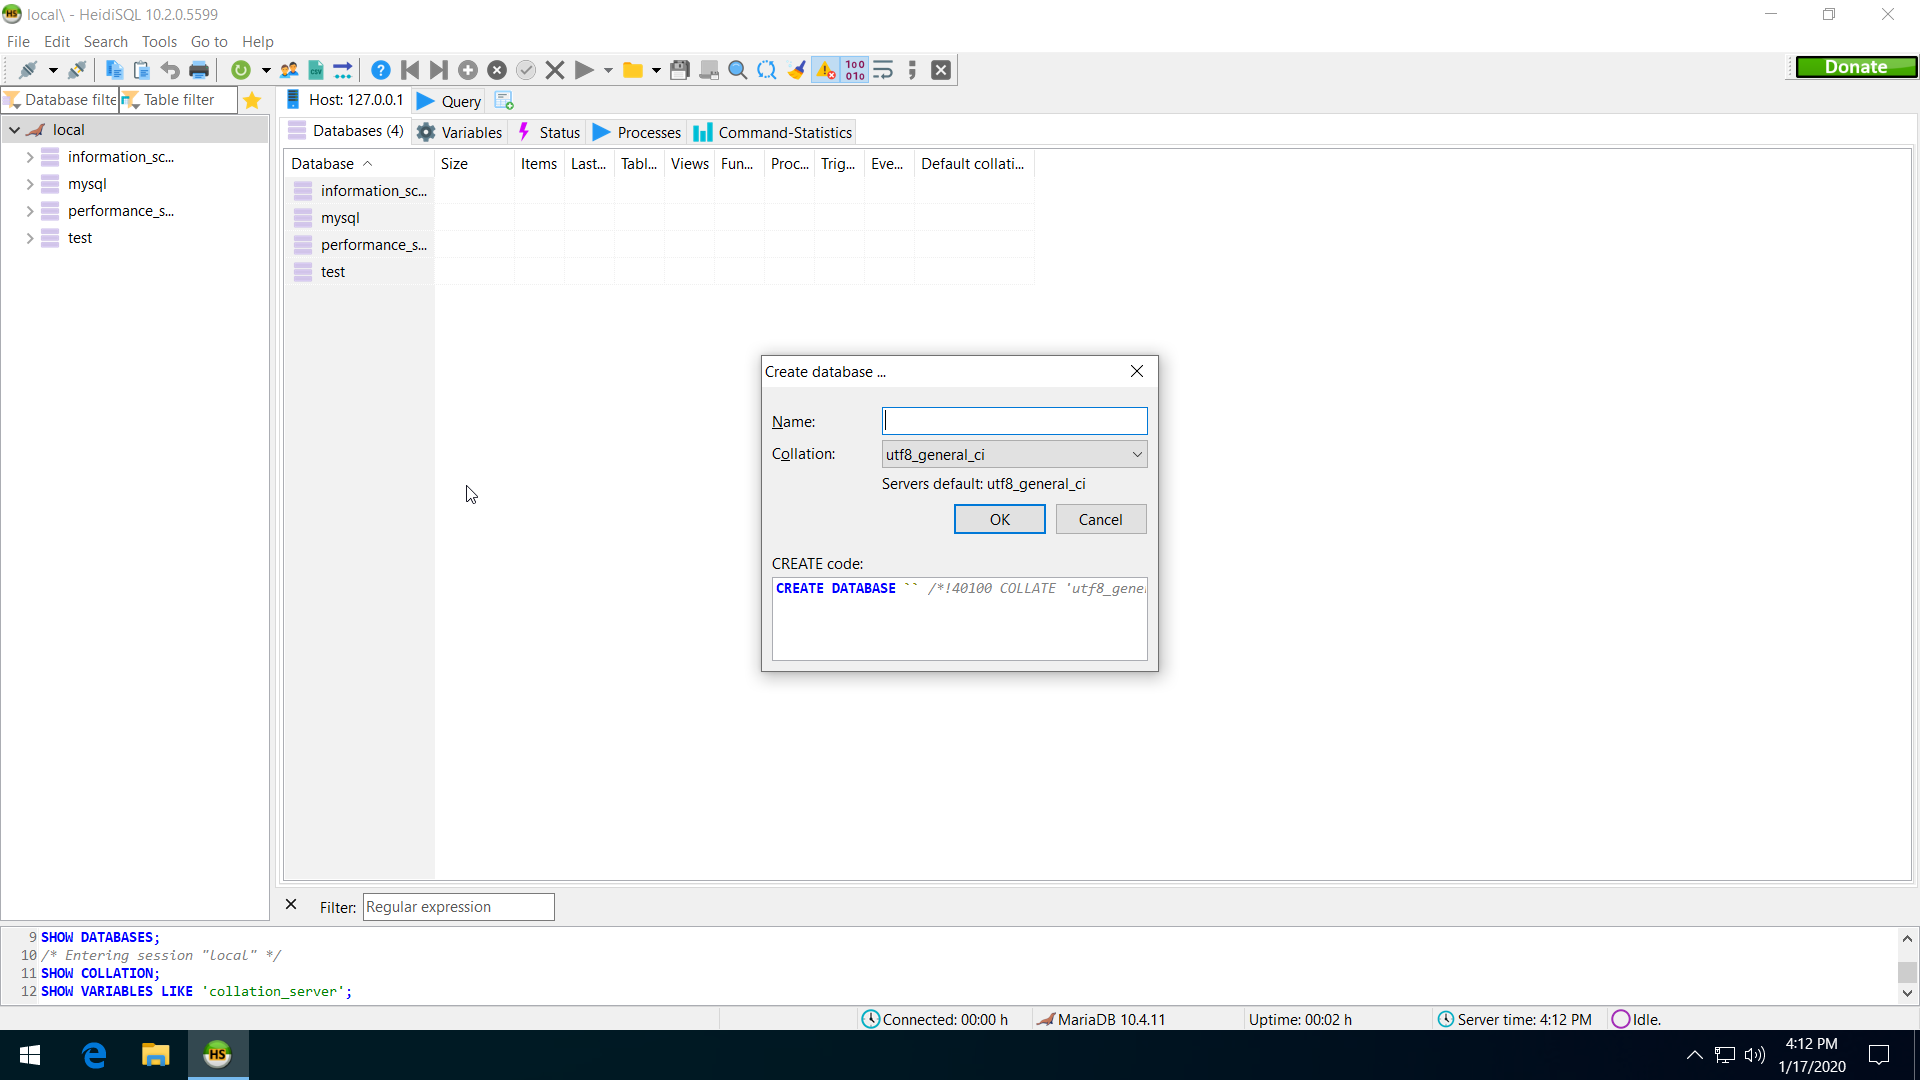 local\ - HeidiSQL 10.2.0.5599
File Edit Search Tools Go to Help
Donate
Database filte Table filter
Host: 127.0.0.1 Query
Databases (4) Variables Status Processes Command-Statistics
local
information_sc...
mysql
performance_s...
test
Database Size Items Last... Tabl... Views Fun... Proc... Trig... Eve... Default collati...
information_sc...
mysql
performance_s...
test
Create database ...
Name:
Collation: utf8_general_ci
Servers default: utf8_general_ci
OK Cancel
CREATE code:
CREATE DATABASE `` /*!40100 COLLATE 'utf8_gene
Filter: Regular expression
9 SHOW DATABASES;
10 /* Entering session "local" */
11 SHOW COLLATION;
12 SHOW VARIABLES LIKE 'collation_server';
Connected: 00:00 h MariaDB 10.4.11 Uptime: 00:02 h Server time: 4:12 PM Idle.
HS
4:12 PM
1/17/2020